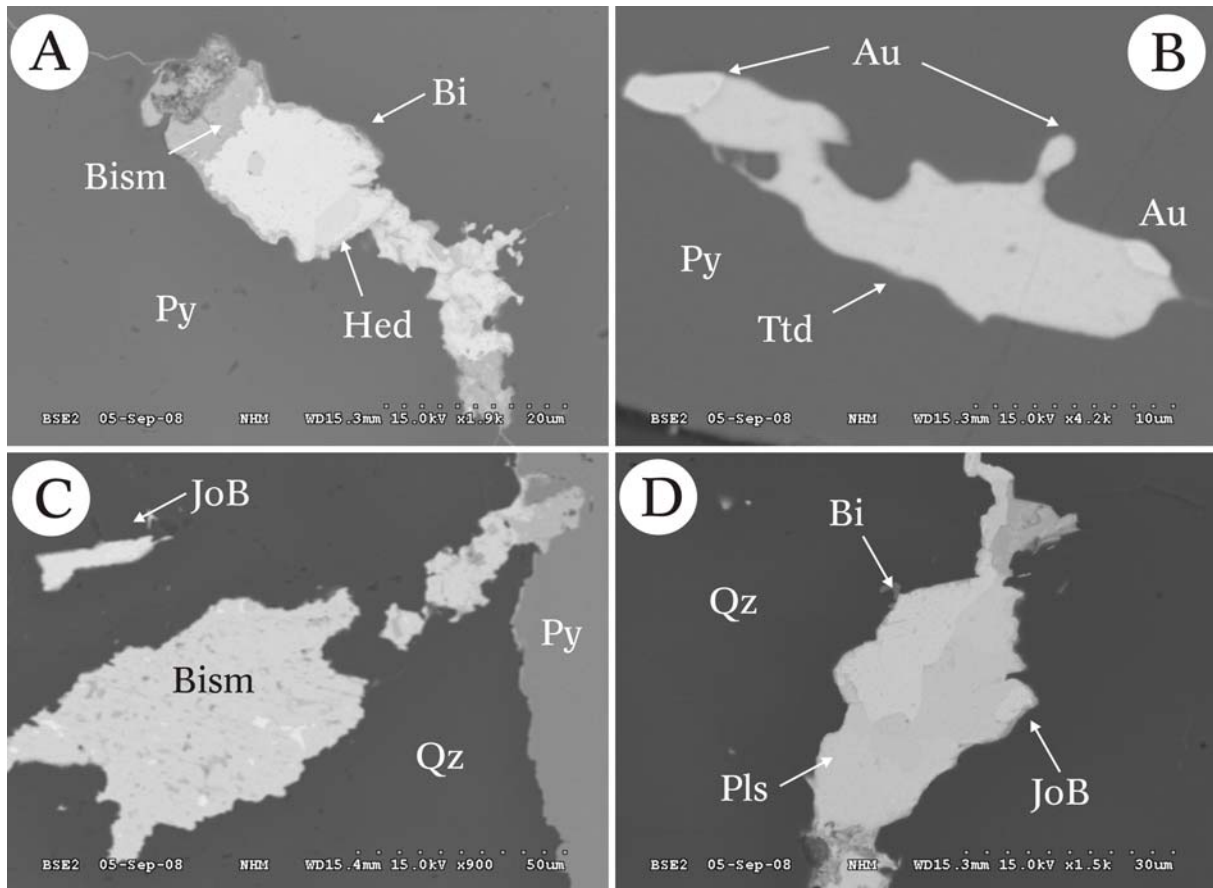 A
Bi
Bism
Py
Hed
BSE2 05-Sep-08 NHM WD15.3mm 15.0kV x1.9k 20um
B
Au
Au
Py
Ttd
BSE2 05-Sep-08 NHM WD15.3mm 15.0kV x4.2k 10um
C
JoB
Py
Bism
Qz
BSE2 05-Sep-08 NHM WD15.4mm 15.0kV x900 50um
D
Bi
Qz
Pls
JoB
BSE2 05-Sep-08 NHM WD15.3mm 15.0kV x1.5k 30um